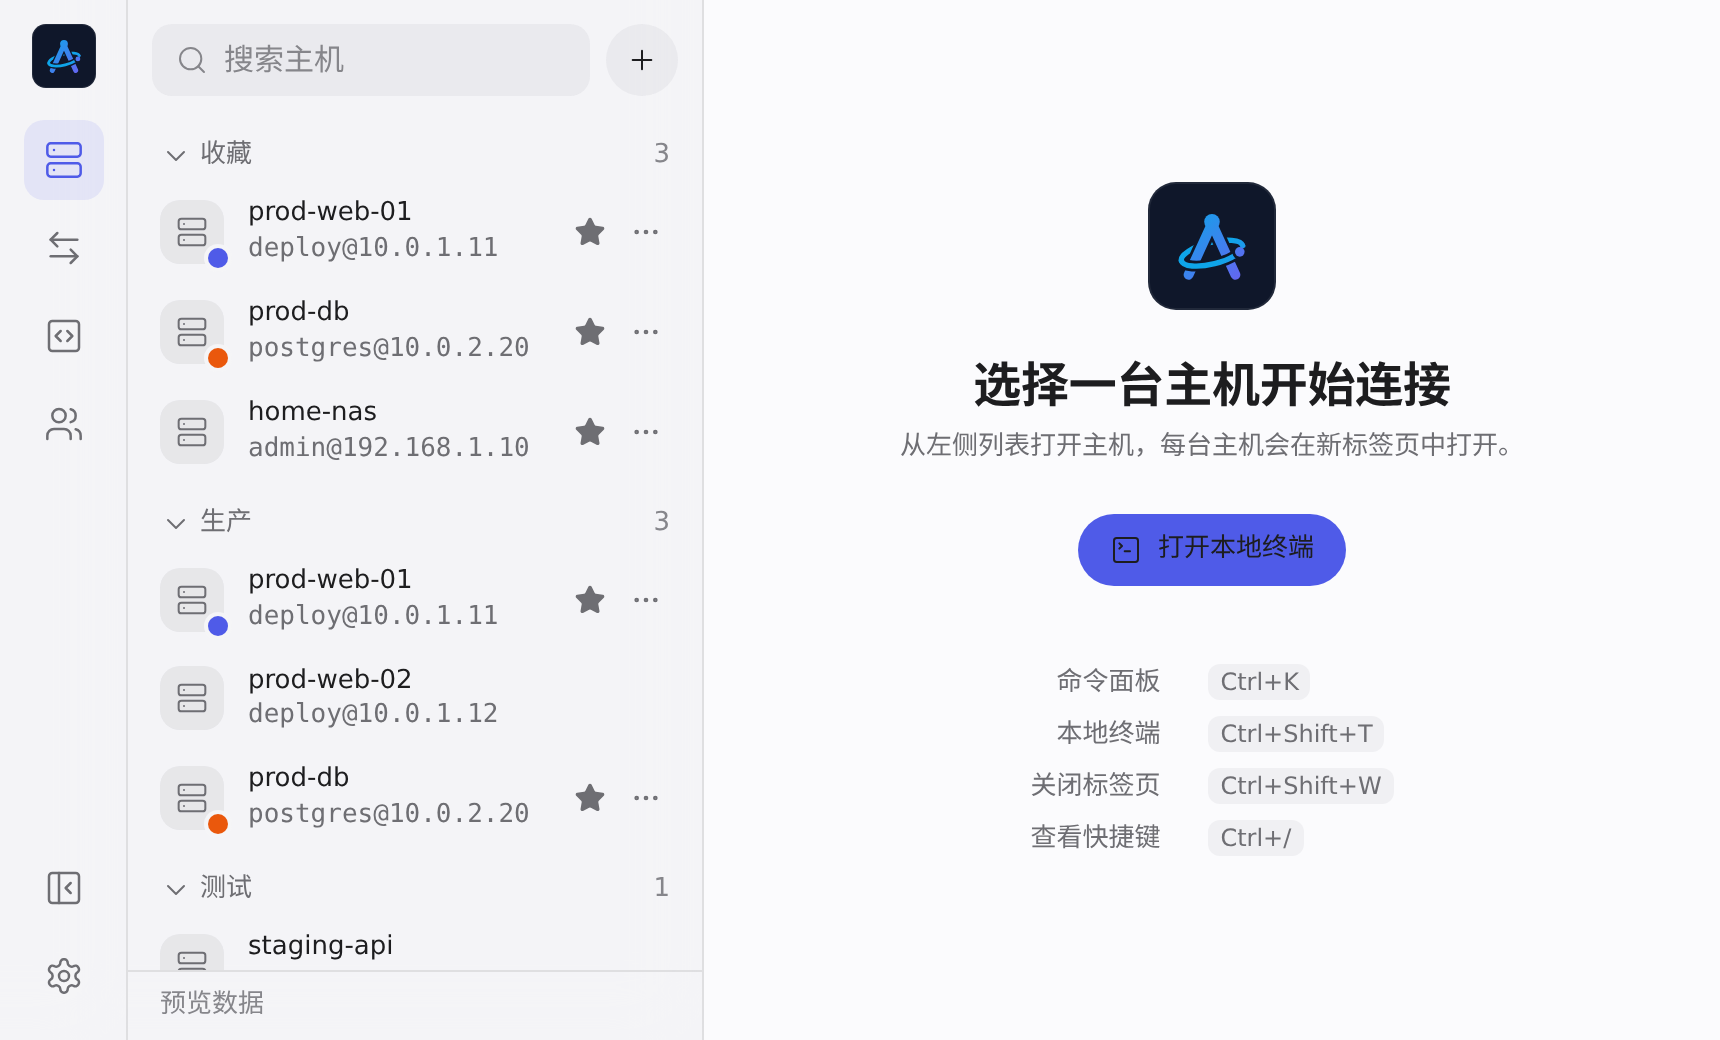 搜索主机
收藏 3
prod-web-01
deploy@10.0.1.11
prod-db
postgres@10.0.2.20
home-nas
admin@192.168.1.10
生产 3
prod-web-01
deploy@10.0.1.11
prod-web-02
deploy@10.0.1.12
prod-db
postgres@10.0.2.20
测试 1
staging-api
预览数据
选择一台主机开始连接
从左侧列表打开主机，每台主机会在新标签页中打开。
打开本地终端
命令面板 Ctrl+K
本地终端 Ctrl+Shift+T
关闭标签页 Ctrl+Shift+W
查看快捷键 Ctrl+/